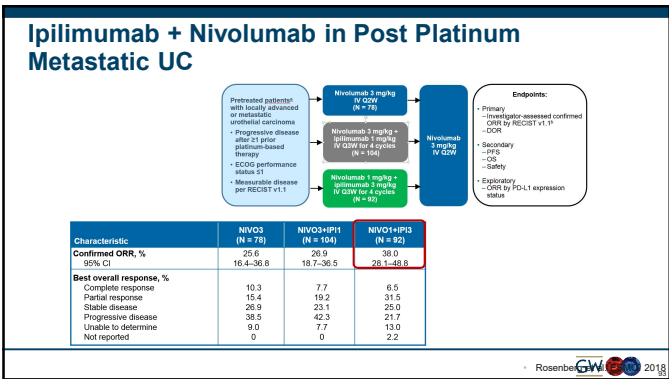 Ipilimumab + Nivolumab in Post Platinum
Metastatic UC
Pretreated patients
with locally advanced
or metastatic
urothelial carcinoma
• Progressive disease
after ≥1 prior
platinum-based
therapy
• ECOG performance
status ≤1
• Measurable disease
per RECIST v1.1
Nivolumab 3 mg/kg
IV Q2W
(N = 78)
Nivolumab 3 mg/kg +
Ipilimumab 1 mg/kg
IV Q3W for 4 cycles
(N = 104)
Nivolumab 1 mg/kg +
Ipilimumab 3 mg/kg
IV Q3W for 4 cycles
(N = 92)
Nivolumab
3 mg/kg
IV Q2W
Endpoints:
• Primary
–Investigator-assessed confirmed
ORR by RECIST v1.1
–DOR
• Secondary
–PFS
–OS
–Safety
• Exploratory
–ORR by PD-L1 expression
status
Characteristic NIVO3 (N = 78) NIVO3+IPI1 (N = 104) NIVO1+IPI3 (N = 92)
Confirmed ORR, % 25.6 26.9 38.0
95% CI 16.4–36.8 18.7–36.5 28.1–48.8
Best overall response, %
Complete response 10.3 7.7 6.5
Partial response 15.4 19.2 31.5
Stable disease 26.9 23.1 25.0
Progressive disease 38.5 42.3 21.7
Unable to determine 9.0 7.7 13.0
Not reported 0 0 2.2
• Rosenberg 2018
GW
93